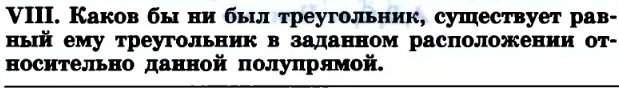 VIII. Каков бы ни был треугольник, существует рав-
ный ему треугольник в заданном расположении от-
носительно данной полупрямой.